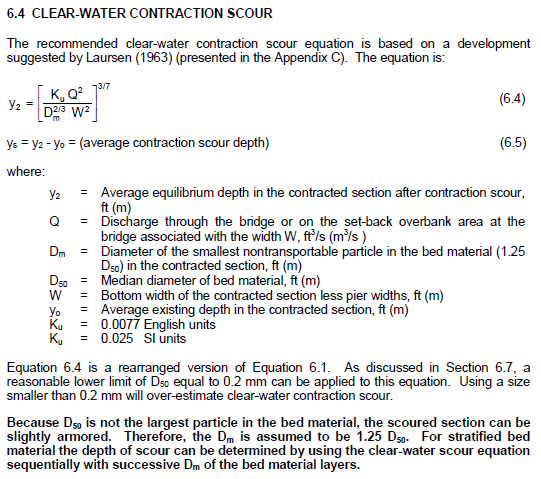 6.4 CLEAR-WATER CONTRACTION SCOUR
The recommended clear-water contraction scour equation is based on a development
suggested by Laursen (1963) (presented in the Appendix C). The equation is:
y₂ = [ K_u Q² / D_m^{2/3} W² ]^{3/7} (6.4)
y_s = y₂ - y_o = (average contraction scour depth) (6.5)
where:
y₂ = Average equilibrium depth in the contracted section after contraction scour,
ft (m)
Q = Discharge through the bridge or on the set-back overbank area at the
bridge associated with the width W, ft³/s (m³/s )
D_m = Diameter of the smallest nontransportable particle in the bed material (1.25
D₅₀) in the contracted section, ft (m)
D₅₀ = Median diameter of bed material, ft (m)
W = Bottom width of the contracted section less pier widths, ft (m)
y_o = Average existing depth in the contracted section, ft (m)
K_u = 0.0077 English units
K_u = 0.025 SI units
Equation 6.4 is a rearranged version of Equation 6.1. As discussed in Section 6.7, a
reasonable lower limit of D₅₀ equal to 0.2 mm can be applied to this equation. Using a size
smaller than 0.2 mm will over-estimate clear-water contraction scour.
Because D₅₀ is not the largest particle in the bed material, the scoured section can be
slightly armored. Therefore, the D_m is assumed to be 1.25 D₅₀. For stratified bed
material the depth of scour can be determined by using the clear-water scour equation
sequentially with successive D_m of the bed material layers.